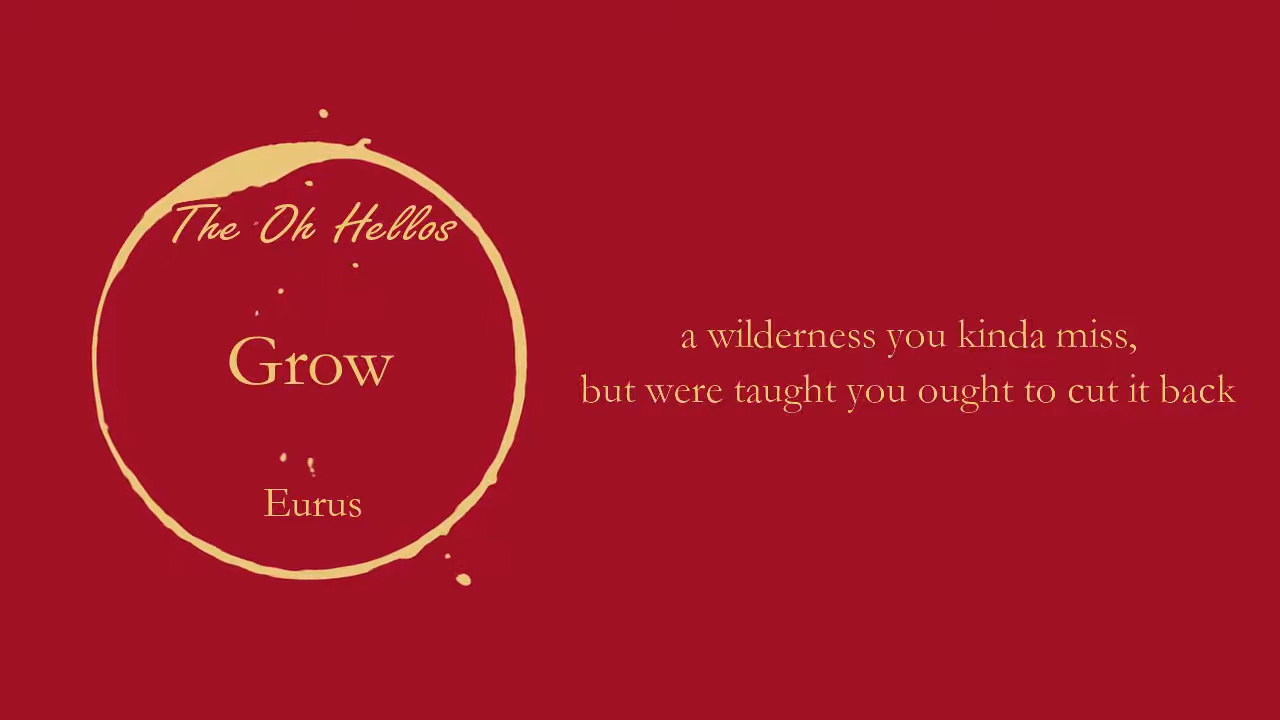 The Oh Hellos
Grow
Eurus
a wilderness you kinda miss,
but were taught you ought to cut it back